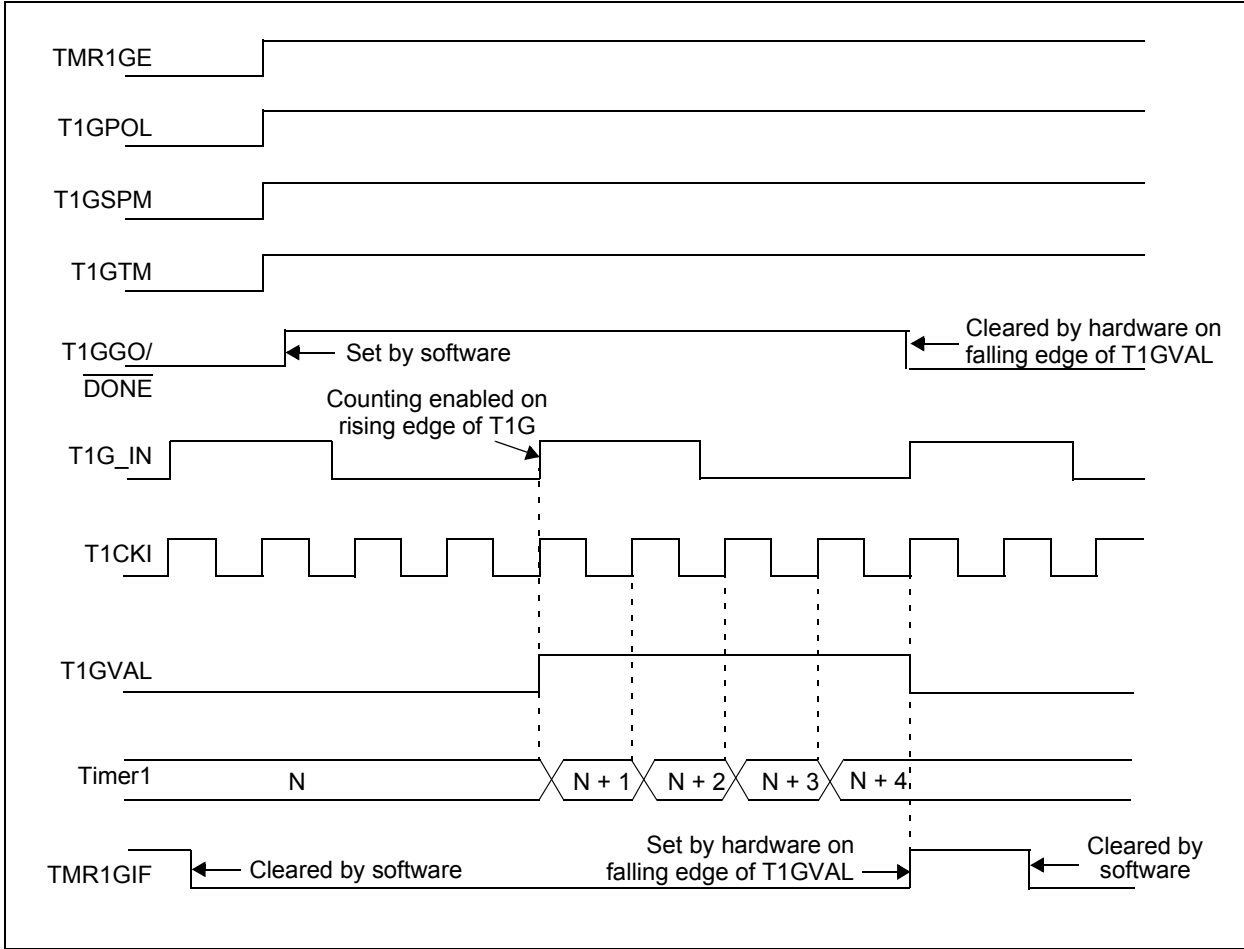 TMR1GE
T1GPOL
T1GSPM
T1GTM
T1GGO/
DONE
Set by software
Cleared by hardware on
falling edge of T1GVAL
Counting enabled on
rising edge of T1G
T1G_IN
T1CKI
T1GVAL
Timer1
N
N + 1
N + 2
N + 3
N + 4
TMR1GIF
Cleared by software
Set by hardware on
falling edge of T1GVAL
Cleared by
software